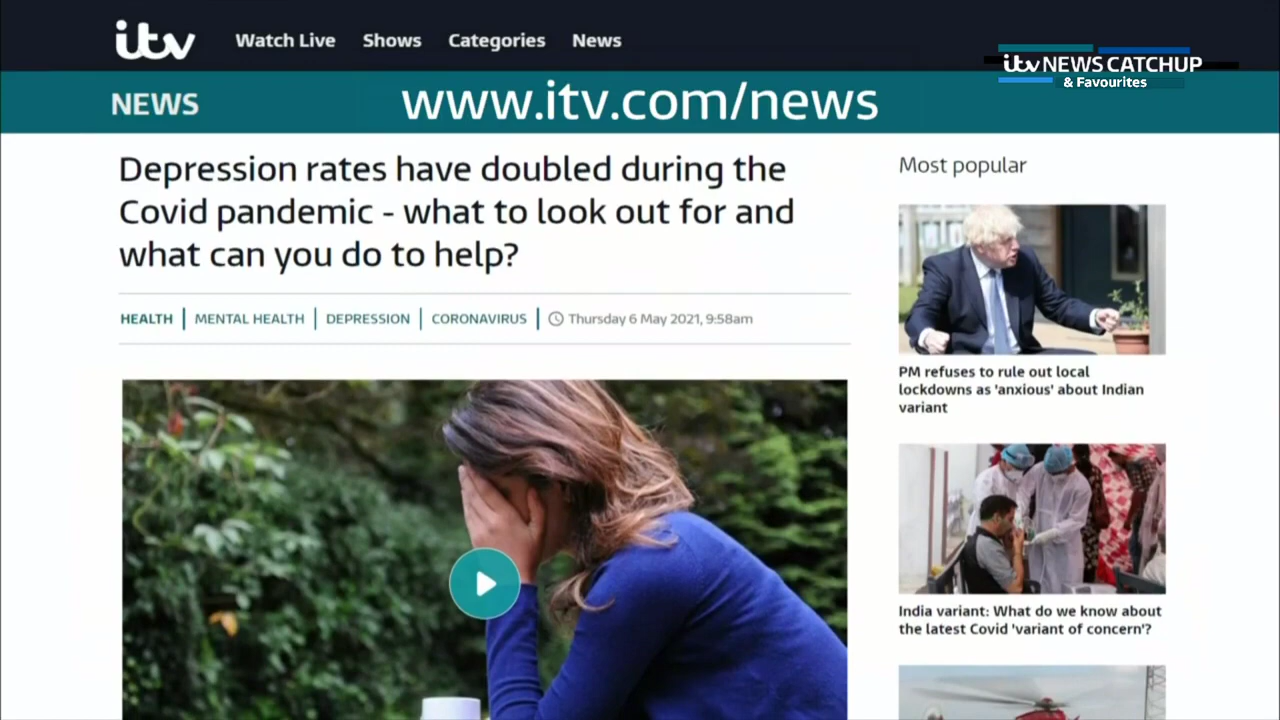 itv Watch Live Shows Categories News
itv NEWS CATCHUP
& Favourites
NEWS
www.itv.com/news
Depression rates have doubled during the
Covid pandemic - what to look out for and
what can you do to help?
HEALTH | MENTAL HEALTH | DEPRESSION | CORONAVIRUS | Thursday 6 May 2021, 9:58am
Most popular
PM refuses to rule out local
lockdowns as 'anxious' about Indian
variant
India variant: What do we know about
the latest Covid 'variant of concern'?